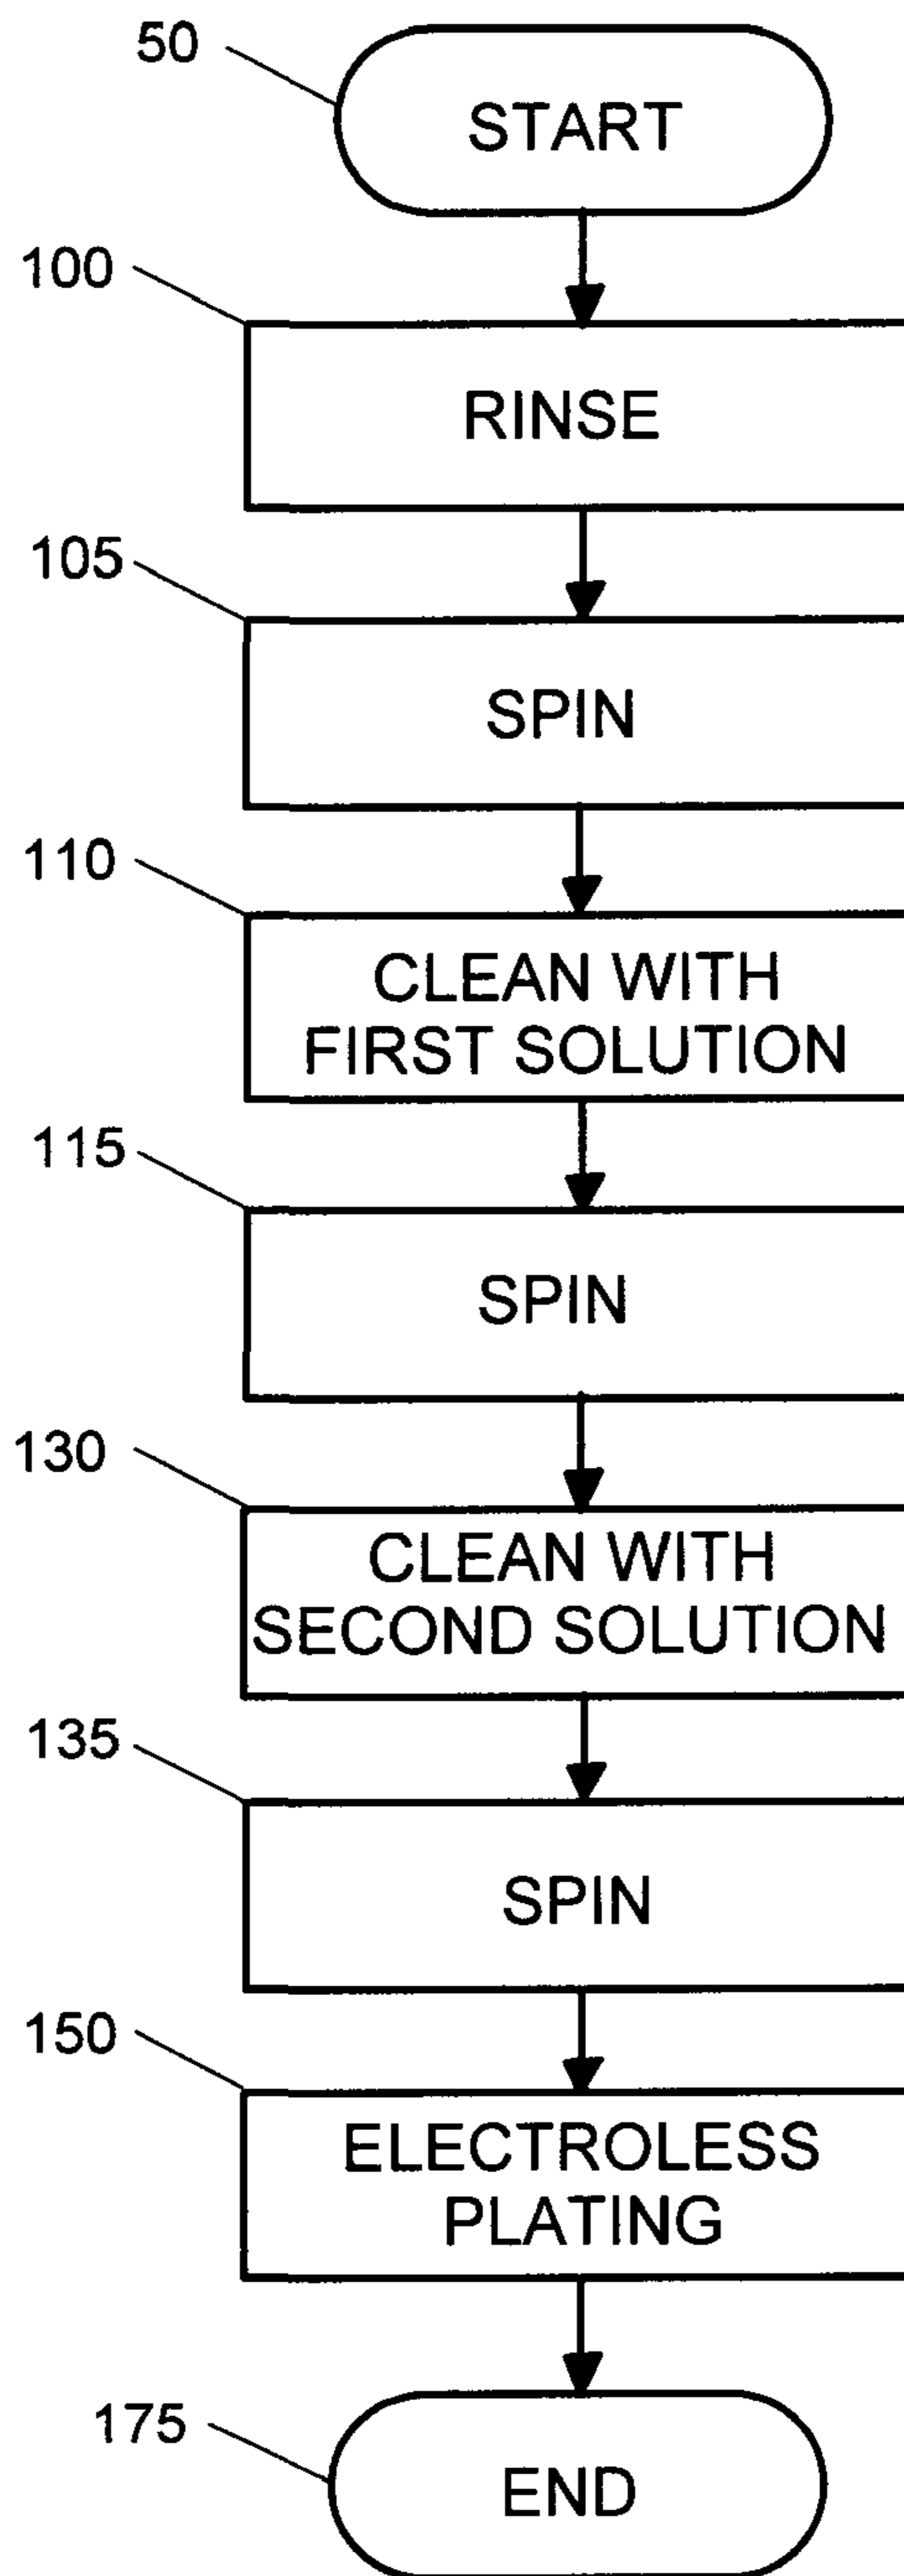 50
START
100
RINSE
105
SPIN
110
CLEAN WITH
FIRST SOLUTION
115
SPIN
130
CLEAN WITH
SECOND SOLUTION
135
SPIN
150
ELECTROLESS
PLATING
175
END